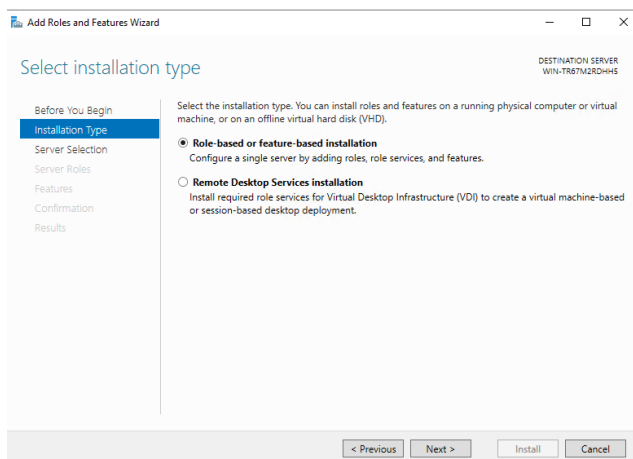 Add Roles and Features Wizard
Select installation type
DESTINATION SERVER
WIN-TR67M2RDHH5
Before You Begin
Installation Type
Server Selection
Server Roles
Features
Confirmation
Results
Select the installation type. You can install roles and features on a running physical computer or virtual
machine, or on an offline virtual hard disk (VHD).
Role-based or feature-based installation
Configure a single server by adding roles, role services, and features.
Remote Desktop Services installation
Install required role services for Virtual Desktop Infrastructure (VDI) to create a virtual machine-based
or session-based desktop deployment.
< Previous
Next >
Install
Cancel